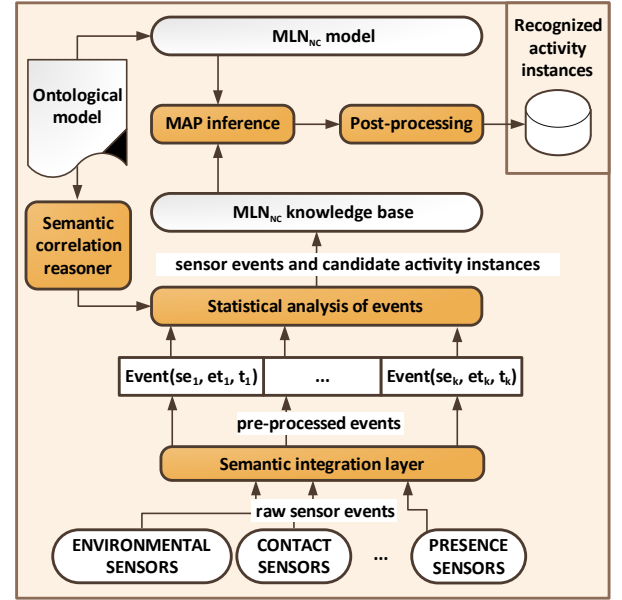 MLN_NC model
Recognized
activity
instances
Ontological
model
MAP inference
Post-processing
MLN_NC knowledge base
Semantic
correlation
reasoner
sensor events and candidate activity instances
Statistical analysis of events
Event(se₁, et₁, t₁)
...
Event(seₖ, etₖ, tₖ)
pre-processed events
Semantic integration layer
raw sensor events
ENVIRONMENTAL
SENSORS
CONTACT
SENSORS
...
PRESENCE
SENSORS